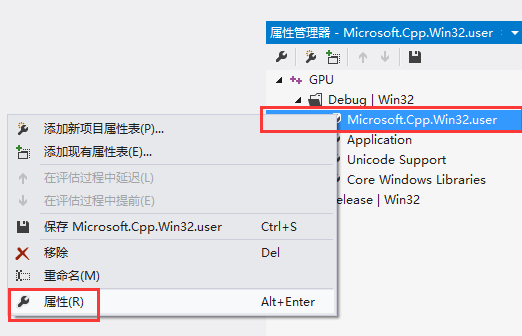 属性管理器 - Microsoft.Cpp.Win32.user
GPU
Debug | Win32
Microsoft.Cpp.Win32.user
Application
Unicode Support
Core Windows Libraries
elease | Win32
添加新项目属性表(P)...
添加现有属性表(E)...
在评估过程中延迟(L)
在评估过程中提前(E)
保存 Microsoft.Cpp.Win32.user Ctrl+S
移除 Del
重命名(M)
属性(R) Alt+Enter